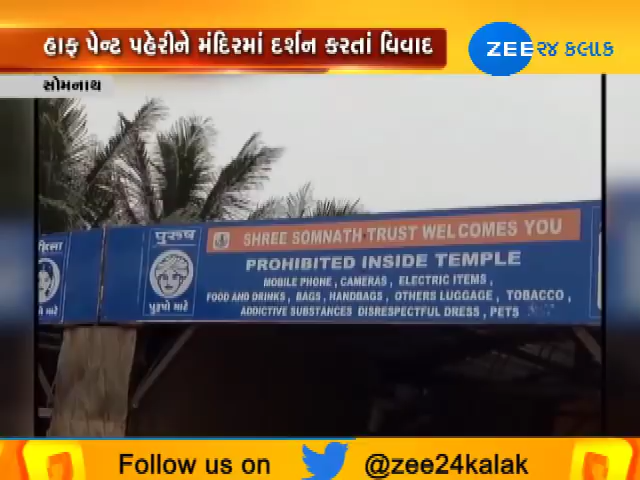 હાફ પેન્ટ પહેરીને મંદિરમાં દર્શન કરતાં વિવાદ
ZEE ૨૪ કલાક
સોમનાથ
પુરુષ
SHREE SOMNATH TRUST WELCOMES YOU
PROHIBITED INSIDE TEMPLE
MOBILE PHONE , CAMERAS , ELECTRIC ITEMS ,
FOOD AND DRINKS , BAGS , HANDBAGS , OTHERS LUGGAGE , TOBACCO ,
ADDICTIVE SUBSTANCES DISRESPECTFUL DRESS , PETS
પુરૂષો માટે
માટે
Follow us on @zee24kalak